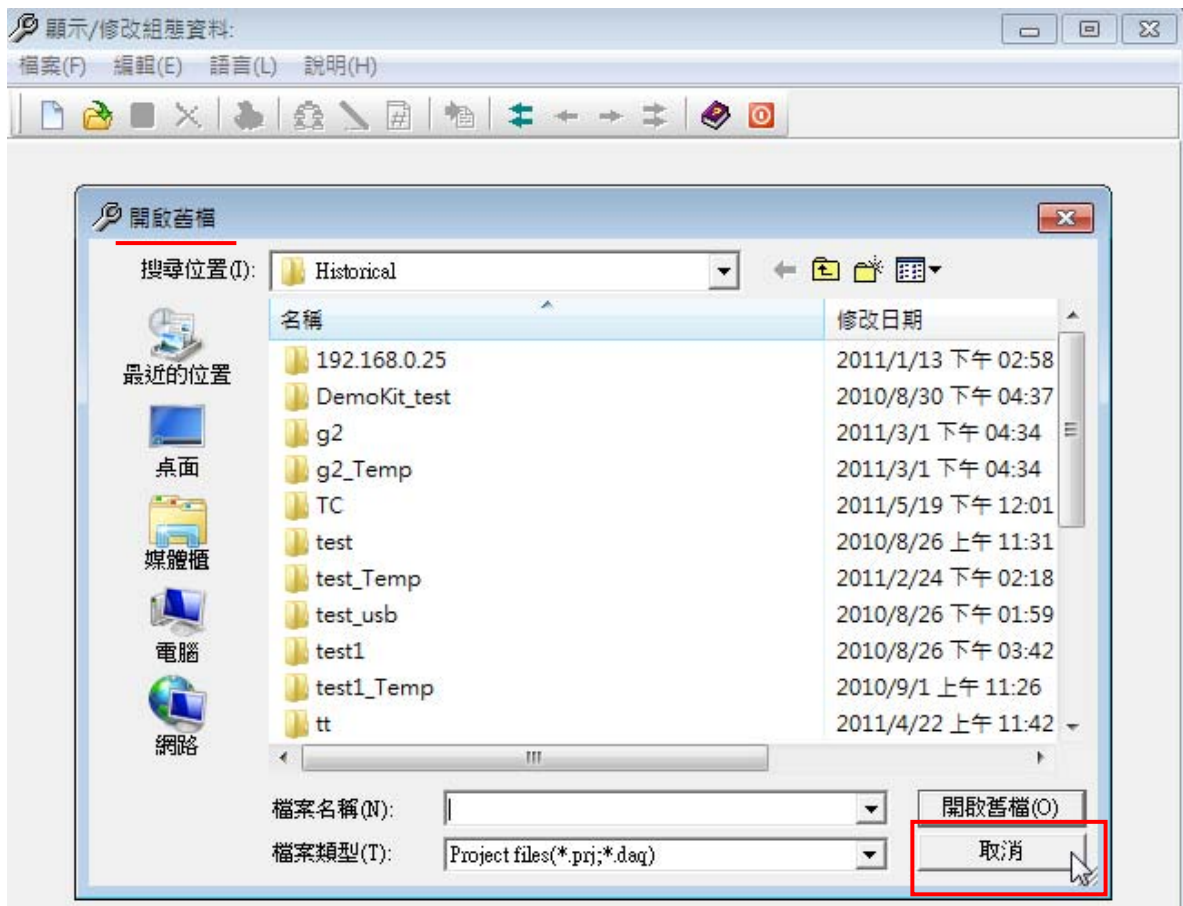 顯示/修改組態資料:
檔案(F) 編輯(E) 語言(L) 說明(H)
開啟舊檔
搜尋位置(I): Historical
名稱 修改日期
192.168.0.25 2011/1/13 下午 02:58
DemoKit_test 2010/8/30 下午 04:37
g2 2011/3/1 下午 04:34
g2_Temp 2011/3/1 下午 04:34
TC 2011/5/19 下午 12:01
test 2010/8/26 上午 11:31
test_Temp 2011/2/24 下午 02:18
test_usb 2010/8/26 下午 01:59
test1 2010/8/26 下午 03:42
test1_Temp 2010/9/1 上午 11:26
tt 2011/4/22 上午 11:42
最近的位置
桌面
媒體櫃
電腦
網路
檔案名稱(N): 開啟舊檔(O)
檔案類型(T): Project files(*.prj;*.daq) 取消